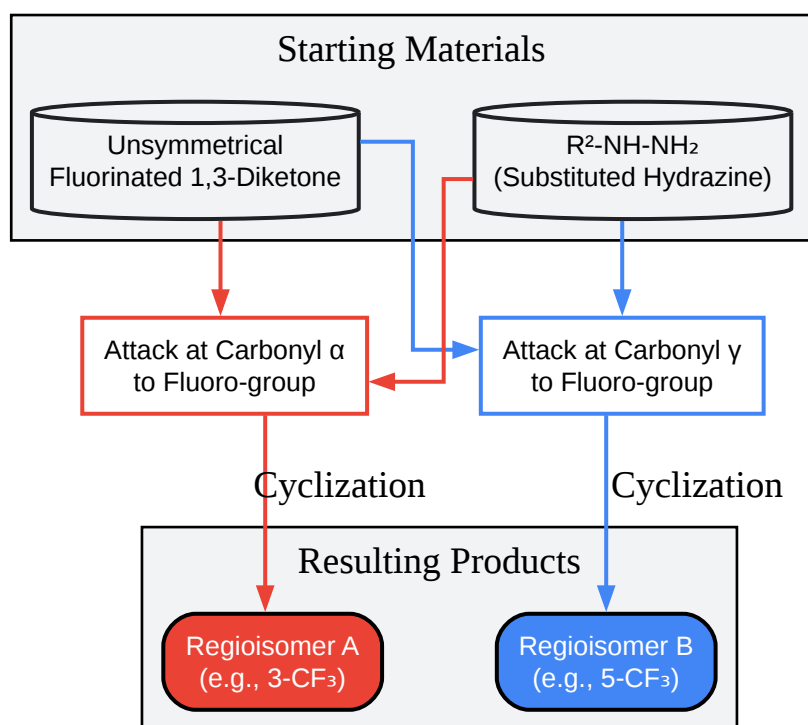 Starting Materials
Unsymmetrical
Fluorinated 1,3-Diketone
R²-NH-NH₂
(Substituted Hydrazine)
Attack at Carbonyl α
to Fluoro-group
Attack at Carbonyl γ
to Fluoro-group
Cyclization
Cyclization
Resulting Products
Regioisomer A
(e.g., 3-CF₃)
Regioisomer B
(e.g., 5-CF₃)